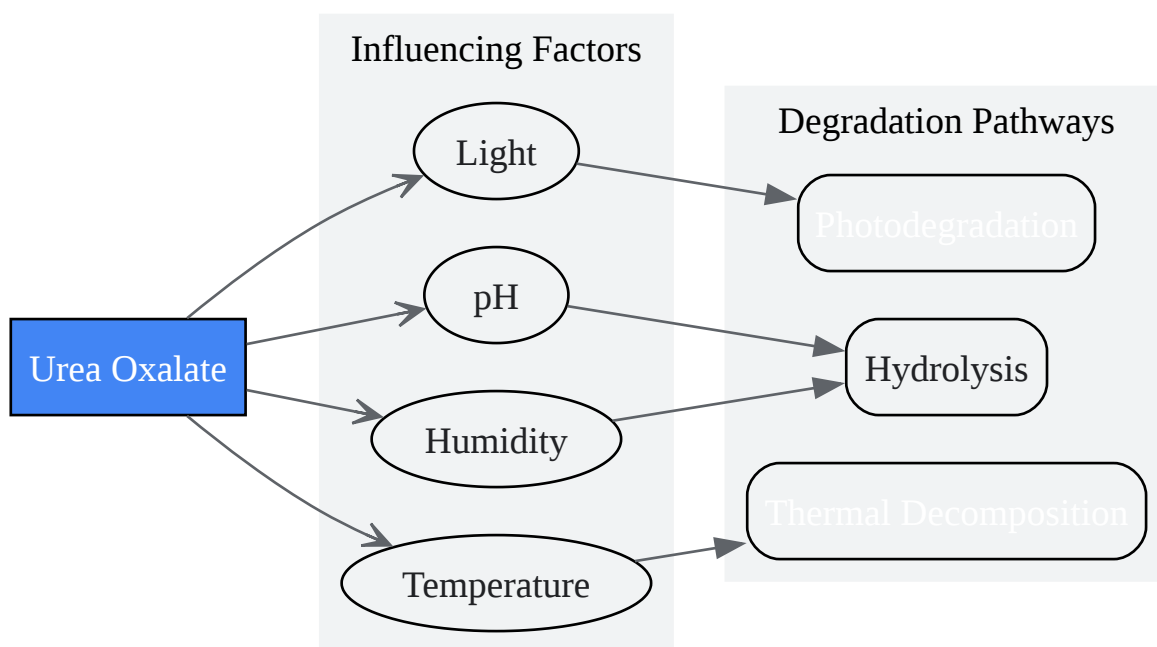 Influencing Factors
Degradation Pathways
Light
Photodegradation
pH
Urea Oxalate
Hydrolysis
Humidity
Thermal Decomposition
Temperature